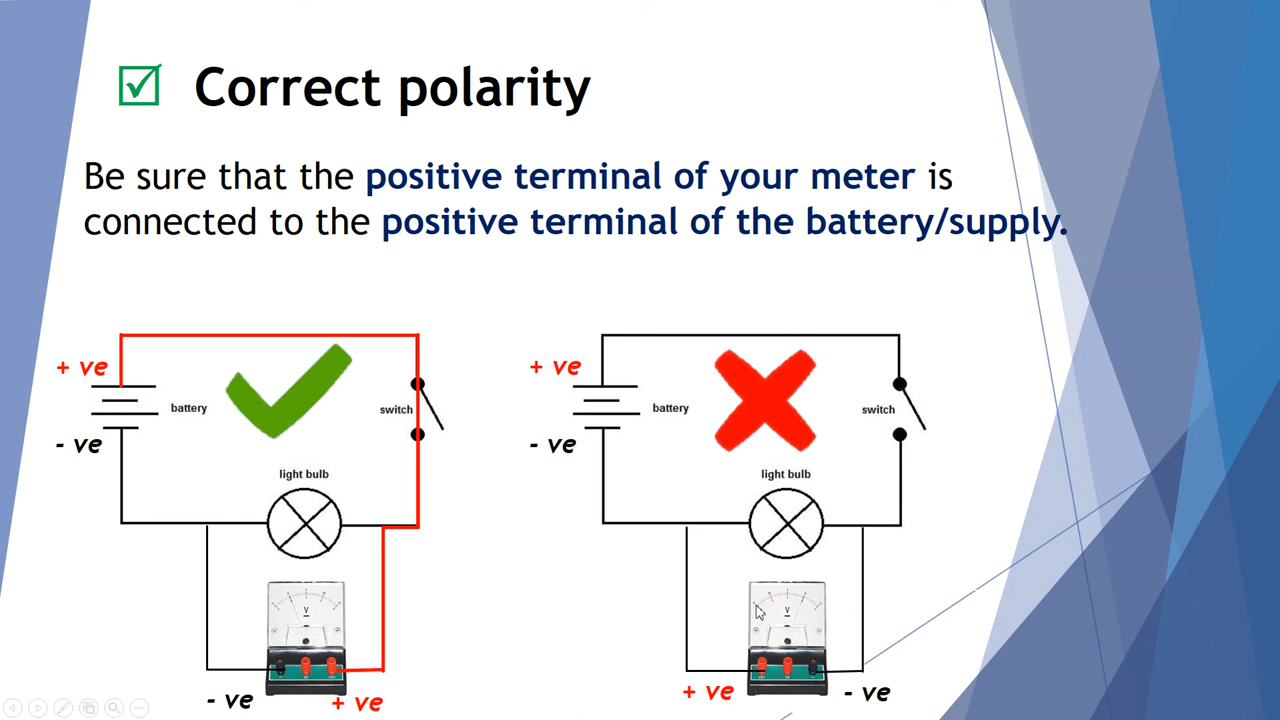 Correct polarity
Be sure that the positive terminal of your meter is
connected to the positive terminal of the battery/supply.
+ ve
battery
- ve
switch
light bulb
V
- ve
+ ve
+ ve
battery
- ve
switch
light bulb
V
+ ve
- ve